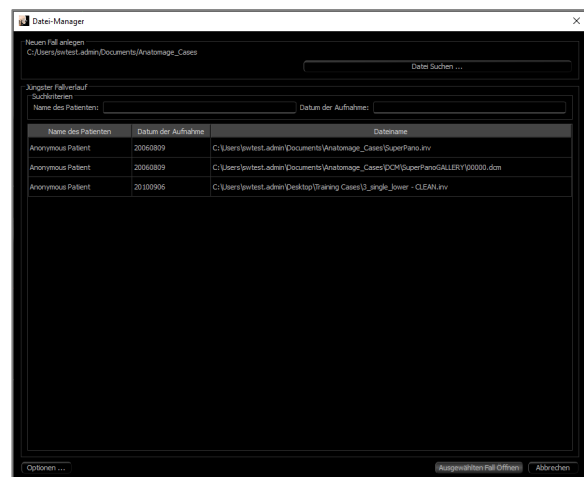 Datei-Manager
Neuen Fall anlegen
C:/Users/swtest.admin/Documents/Anatomage_Cases
Datei Suchen ...
Jüngster Fallverlauf
Suchkriterien
Name des Patienten: Datum der Aufnahme:
Name des Patienten Datum der Aufnahme Dateiname
Anonymous Patient 20060809 C:\Users\swtest.admin\Documents\Anatomage_Cases\SuperPano.inv
Anonymous Patient 20060809 C:\Users\swtest.admin\Documents\Anatomage_Cases\DCM\SuperPanoGALLERY\00000.dcm
Anonymous Patient 20100906 C:\Users\swtest.admin\Desktop\Training Cases\3_single_lower - CLEAN.inv
Optionen ... Ausgewählten Fall Öffnen Abbrechen